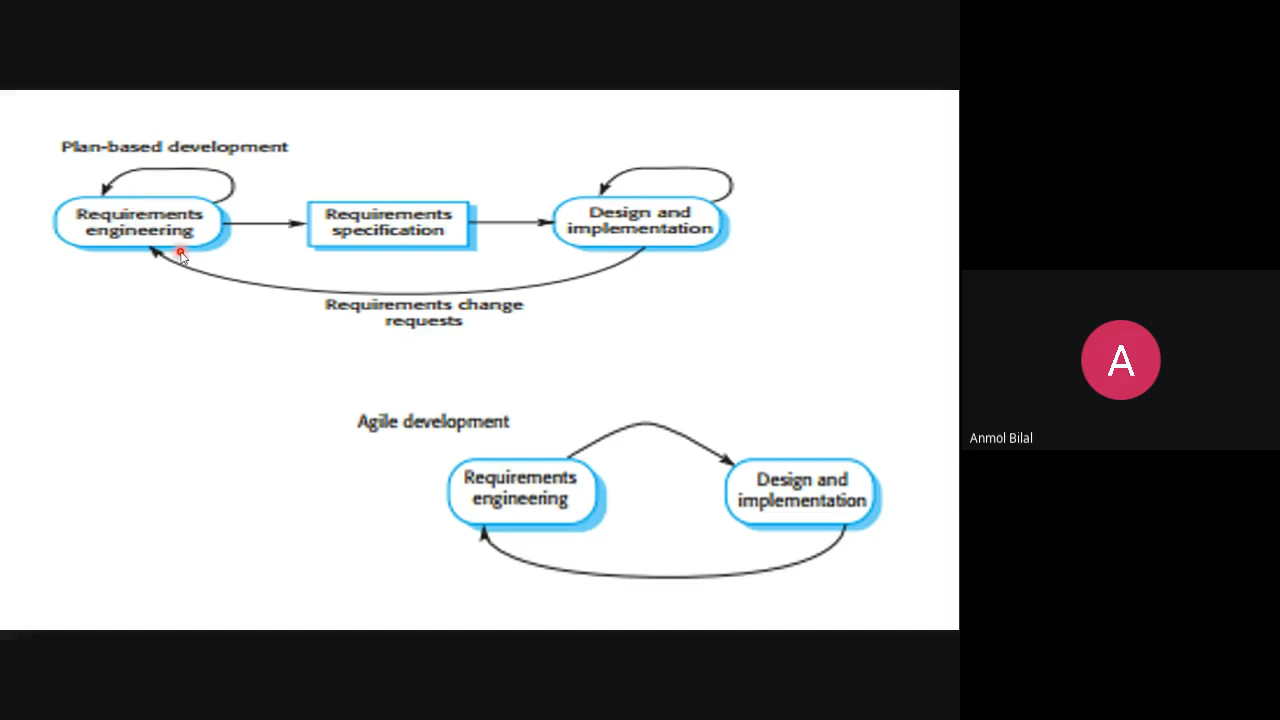 Plan-based development
Requirements
engineering
Requirements
specification
Design and
implementation
Requirements change
requests
Agile development
Requirements
engineering
Design and
implementation
A
Anmol Bilal